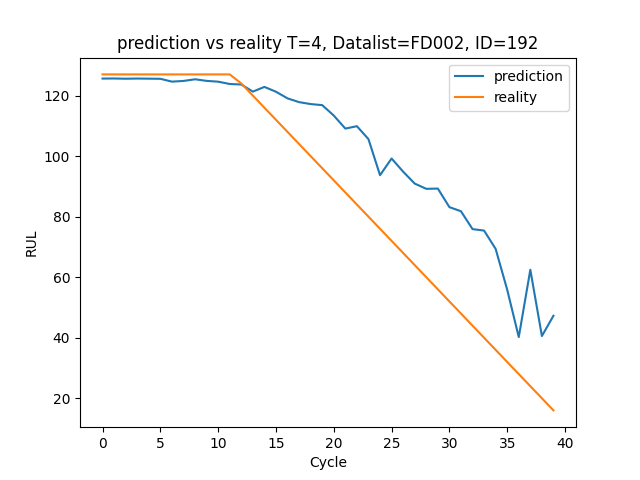 prediction vs reality T=4, Datalist=FD002, ID=192
prediction
reality
RUL
120
100
80
60
40
20
0 5 10 15 20 25 30 35 40
Cycle